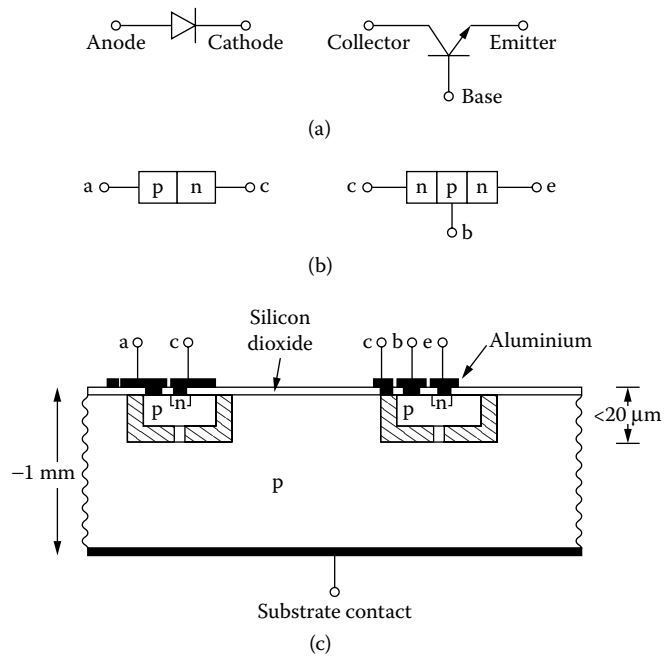 Anode Cathode Collector Emitter
Base
(a)
a p n c c n p n e
b
(b)
Silicon
dioxide
a c c b e Aluminium
p n p n <20 μm
−1 mm
p
Substrate contact
(c)